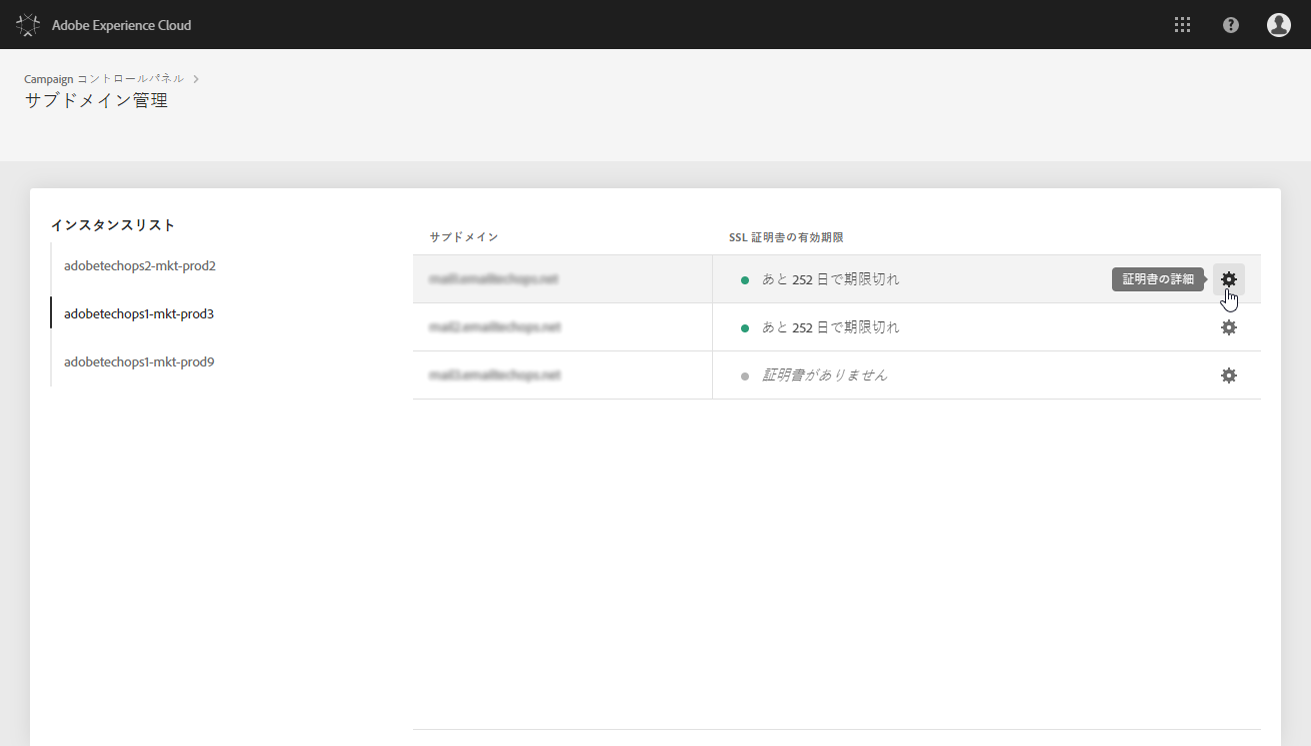 Adobe Experience Cloud
Campaign コントロールパネル
サブドメイン管理
インスタンスリスト
adobetechops2-mkt-prod2
adobetechops1-mkt-prod3
adobetechops1-mkt-prod9
サブドメイン SSL 証明書の有効期限
あと 252 日で期限切れ 証明書の詳細
あと 252 日で期限切れ
証明書がありません